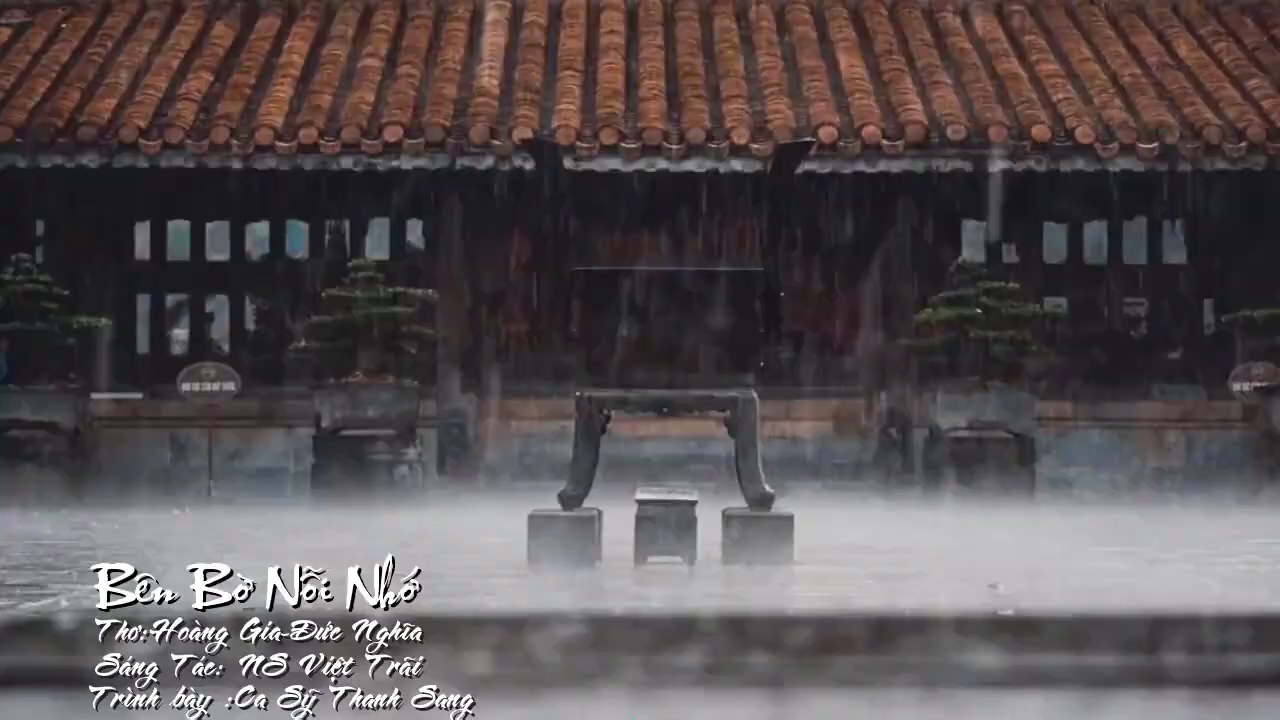 Bên Bờ Nỗi Nhớ
Thơ:Hoàng Gia-Đức Nghĩa
Sáng Tác: NS Việt Trãi
Trình bày :Ca Sỹ Thanh Sang